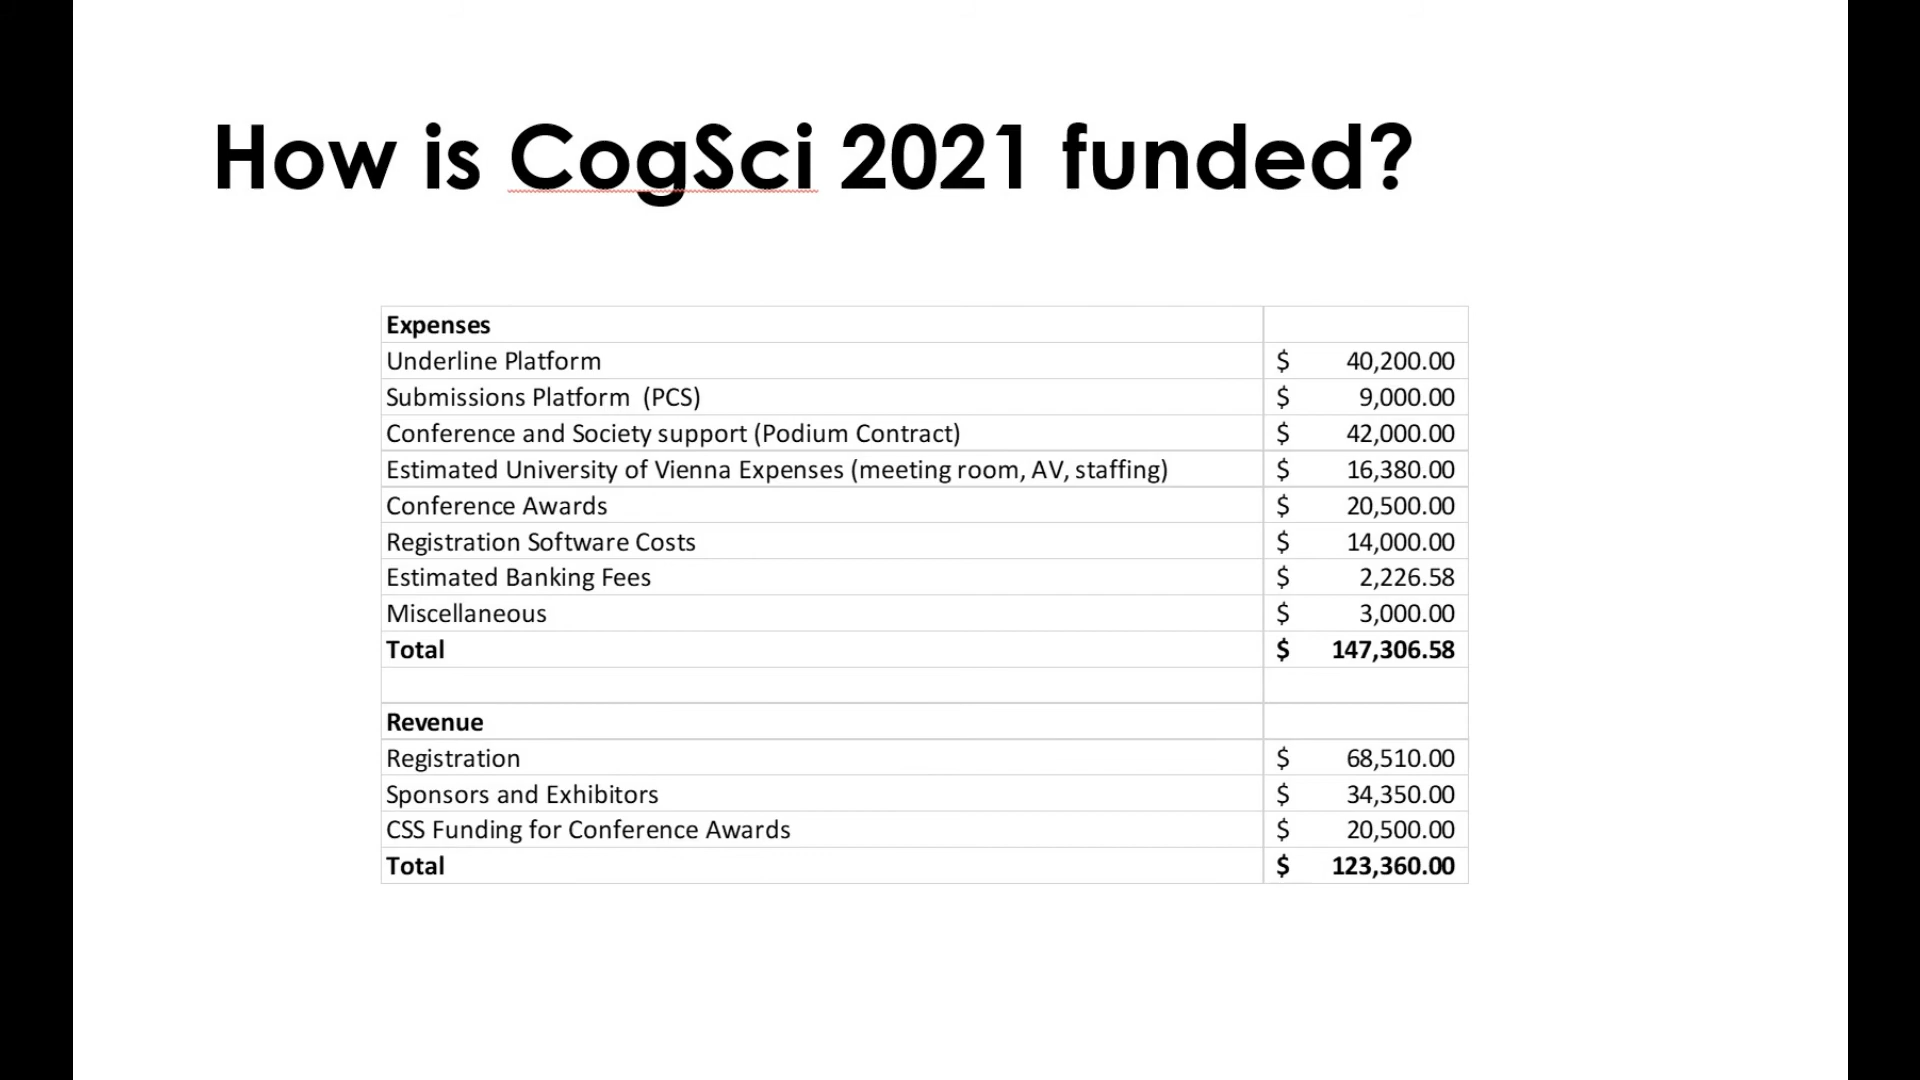 How is CogSci 2021 funded?
Expenses
Underline Platform $ 40,200.00
Submissions Platform (PCS) $ 9,000.00
Conference and Society support (Podium Contract) $ 42,000.00
Estimated University of Vienna Expenses (meeting room, AV, staffing) $ 16,380.00
Conference Awards $ 20,500.00
Registration Software Costs $ 14,000.00
Estimated Banking Fees $ 2,226.58
Miscellaneous $ 3,000.00
Total $ 147,306.58
Revenue
Registration $ 68,510.00
Sponsors and Exhibitors $ 34,350.00
CSS Funding for Conference Awards $ 20,500.00
Total $ 123,360.00